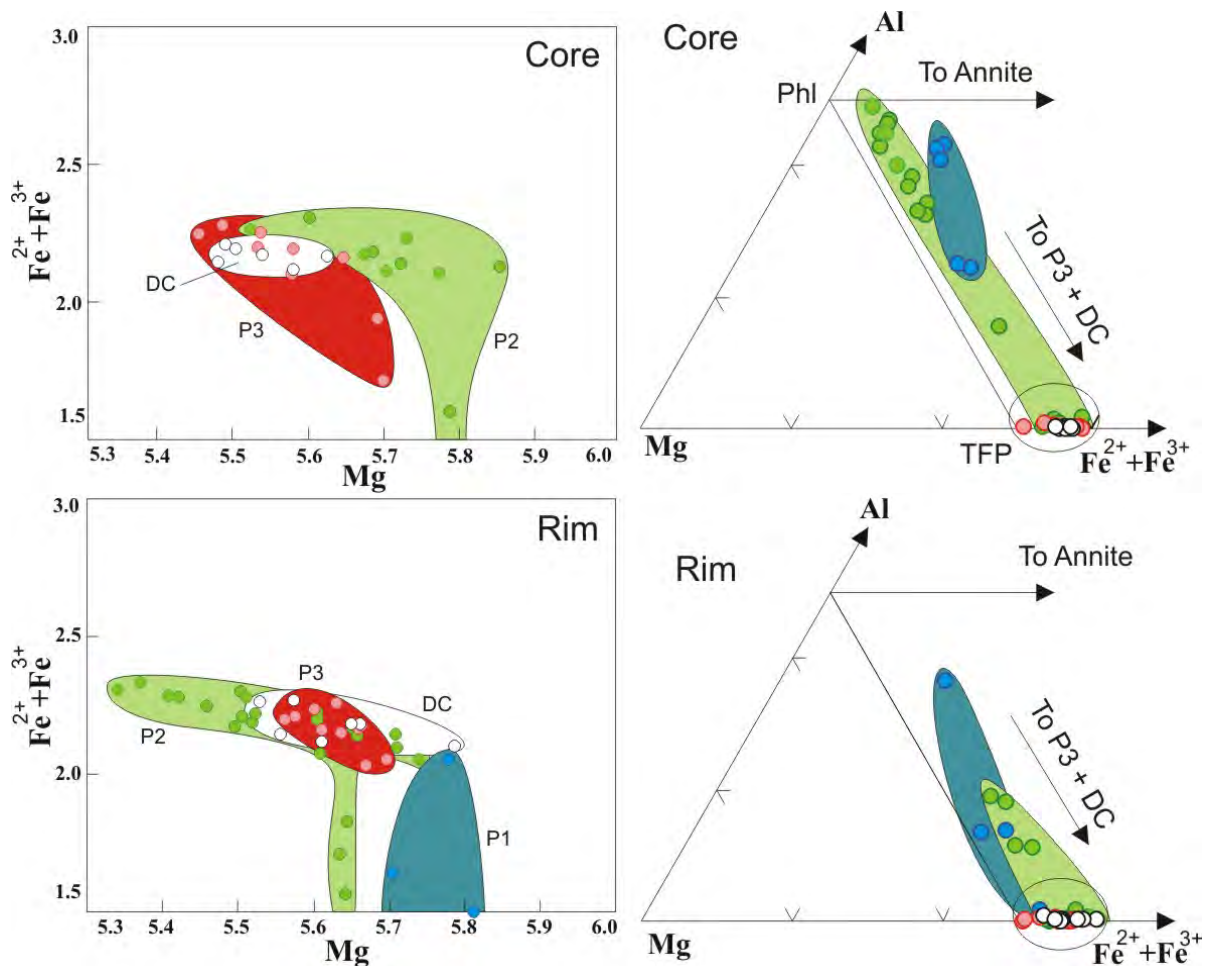 Core
3.0
2.5
2.0
1.5
Fe2++Fe3+
DC
P3
P2
5.3 5.4 5.5 5.6 5.7 5.8 5.9 6.0
Mg
Core
Al
To Annite
Phl
To P3 + DC
TFP
Mg
Fe2++Fe3+
Rim
3.0
2.5
2.0
1.5
Fe2++Fe3+
P3
DC
P2
P1
5.3 5.4 5.5 5.6 5.7 5.8 5.9 6.0
Mg
Rim
Al
To Annite
To P3 + DC
Mg
Fe2++Fe3+